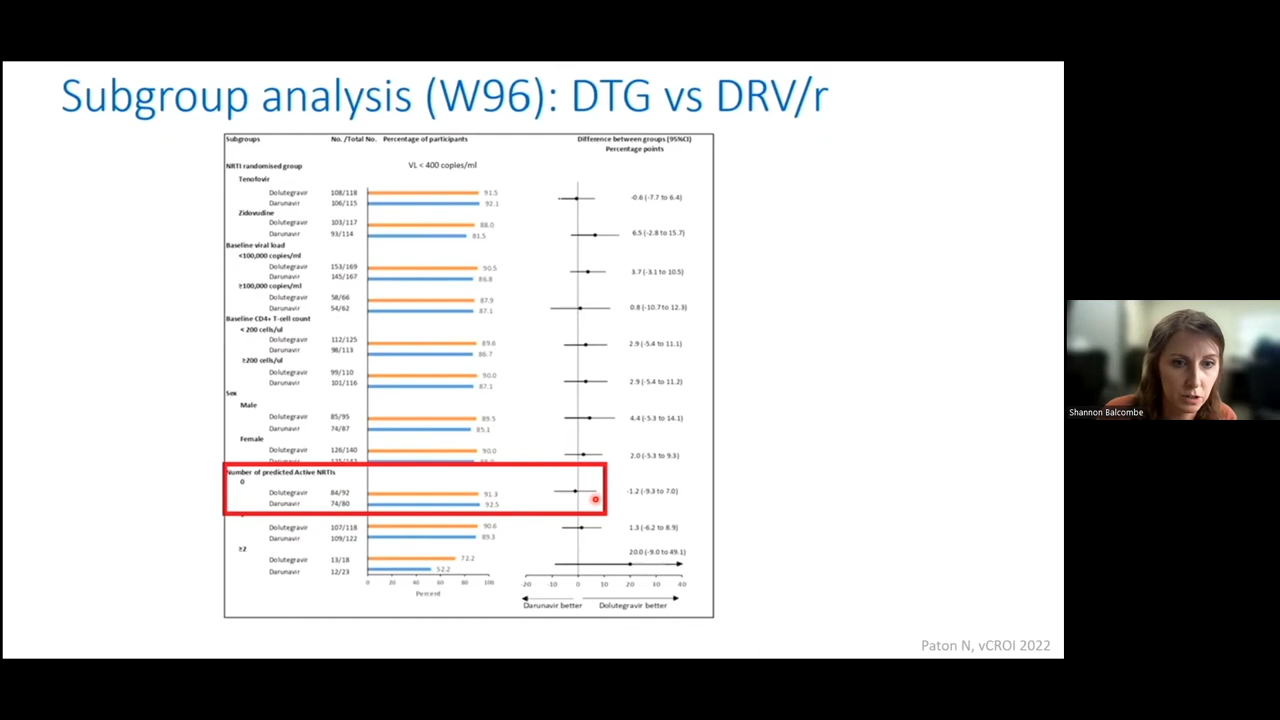 Subgroup analysis (W96): DTG vs DRV/r
Subgroups No. /Total No. Percentage of participants Difference between groups (95%CI)
Percentage points
NRTI randomised group VL < 400 copies/ml
Tenofovir
Dolutegravir 108/118 91.5
Darunavir 106/115 92.1 -0.6 (-7.7 to 6.4)
Zidovudine
Dolutegravir 103/117 88.0
Darunavir 93/114 81.5 6.5 (-2.8 to 15.7)
Baseline viral load
<100,000 copies/ml
Dolutegravir 153/169 90.5
Darunavir 145/167 86.8 3.7 (-3.1 to 10.5)
≥100,000 copies/ml
Dolutegravir 58/66 87.9
Darunavir 54/62 87.1 0.8 (-10.7 to 12.3)
Baseline CD4+ T-cell count
< 200 cells/ul
Dolutegravir 112/125 89.6
Darunavir 98/113 86.7 2.9 (-5.4 to 11.1)
≥200 cells/ul
Dolutegravir 99/110 90.0
Darunavir 101/116 87.1 2.9 (-5.4 to 11.2)
Sex
Male
Dolutegravir 85/95 89.5
Darunavir 74/87 85.1 4.4 (-5.3 to 14.1)
Female
Dolutegravir 126/140 90.0 2.0 (-5.3 to 9.3)
Number of predicted Active NRTIs
0
Dolutegravir 84/92 91.3 -1.2 (-9.3 to 7.0)
Darunavir 74/80 92.5
Dolutegravir 107/118 90.6 1.3 (-6.2 to 8.9)
Darunavir 109/122 89.3
≥2 20.0 (-9.0 to 49.1)
Dolutegravir 13/18 72.2
Darunavir 12/23 52.2
0 20 40 60 80 100 -20 -10 0 10 20 30 40
Percent
Darunavir better Dolutegravir better
Paton N, vCROI 2022
Shannon Balcombe